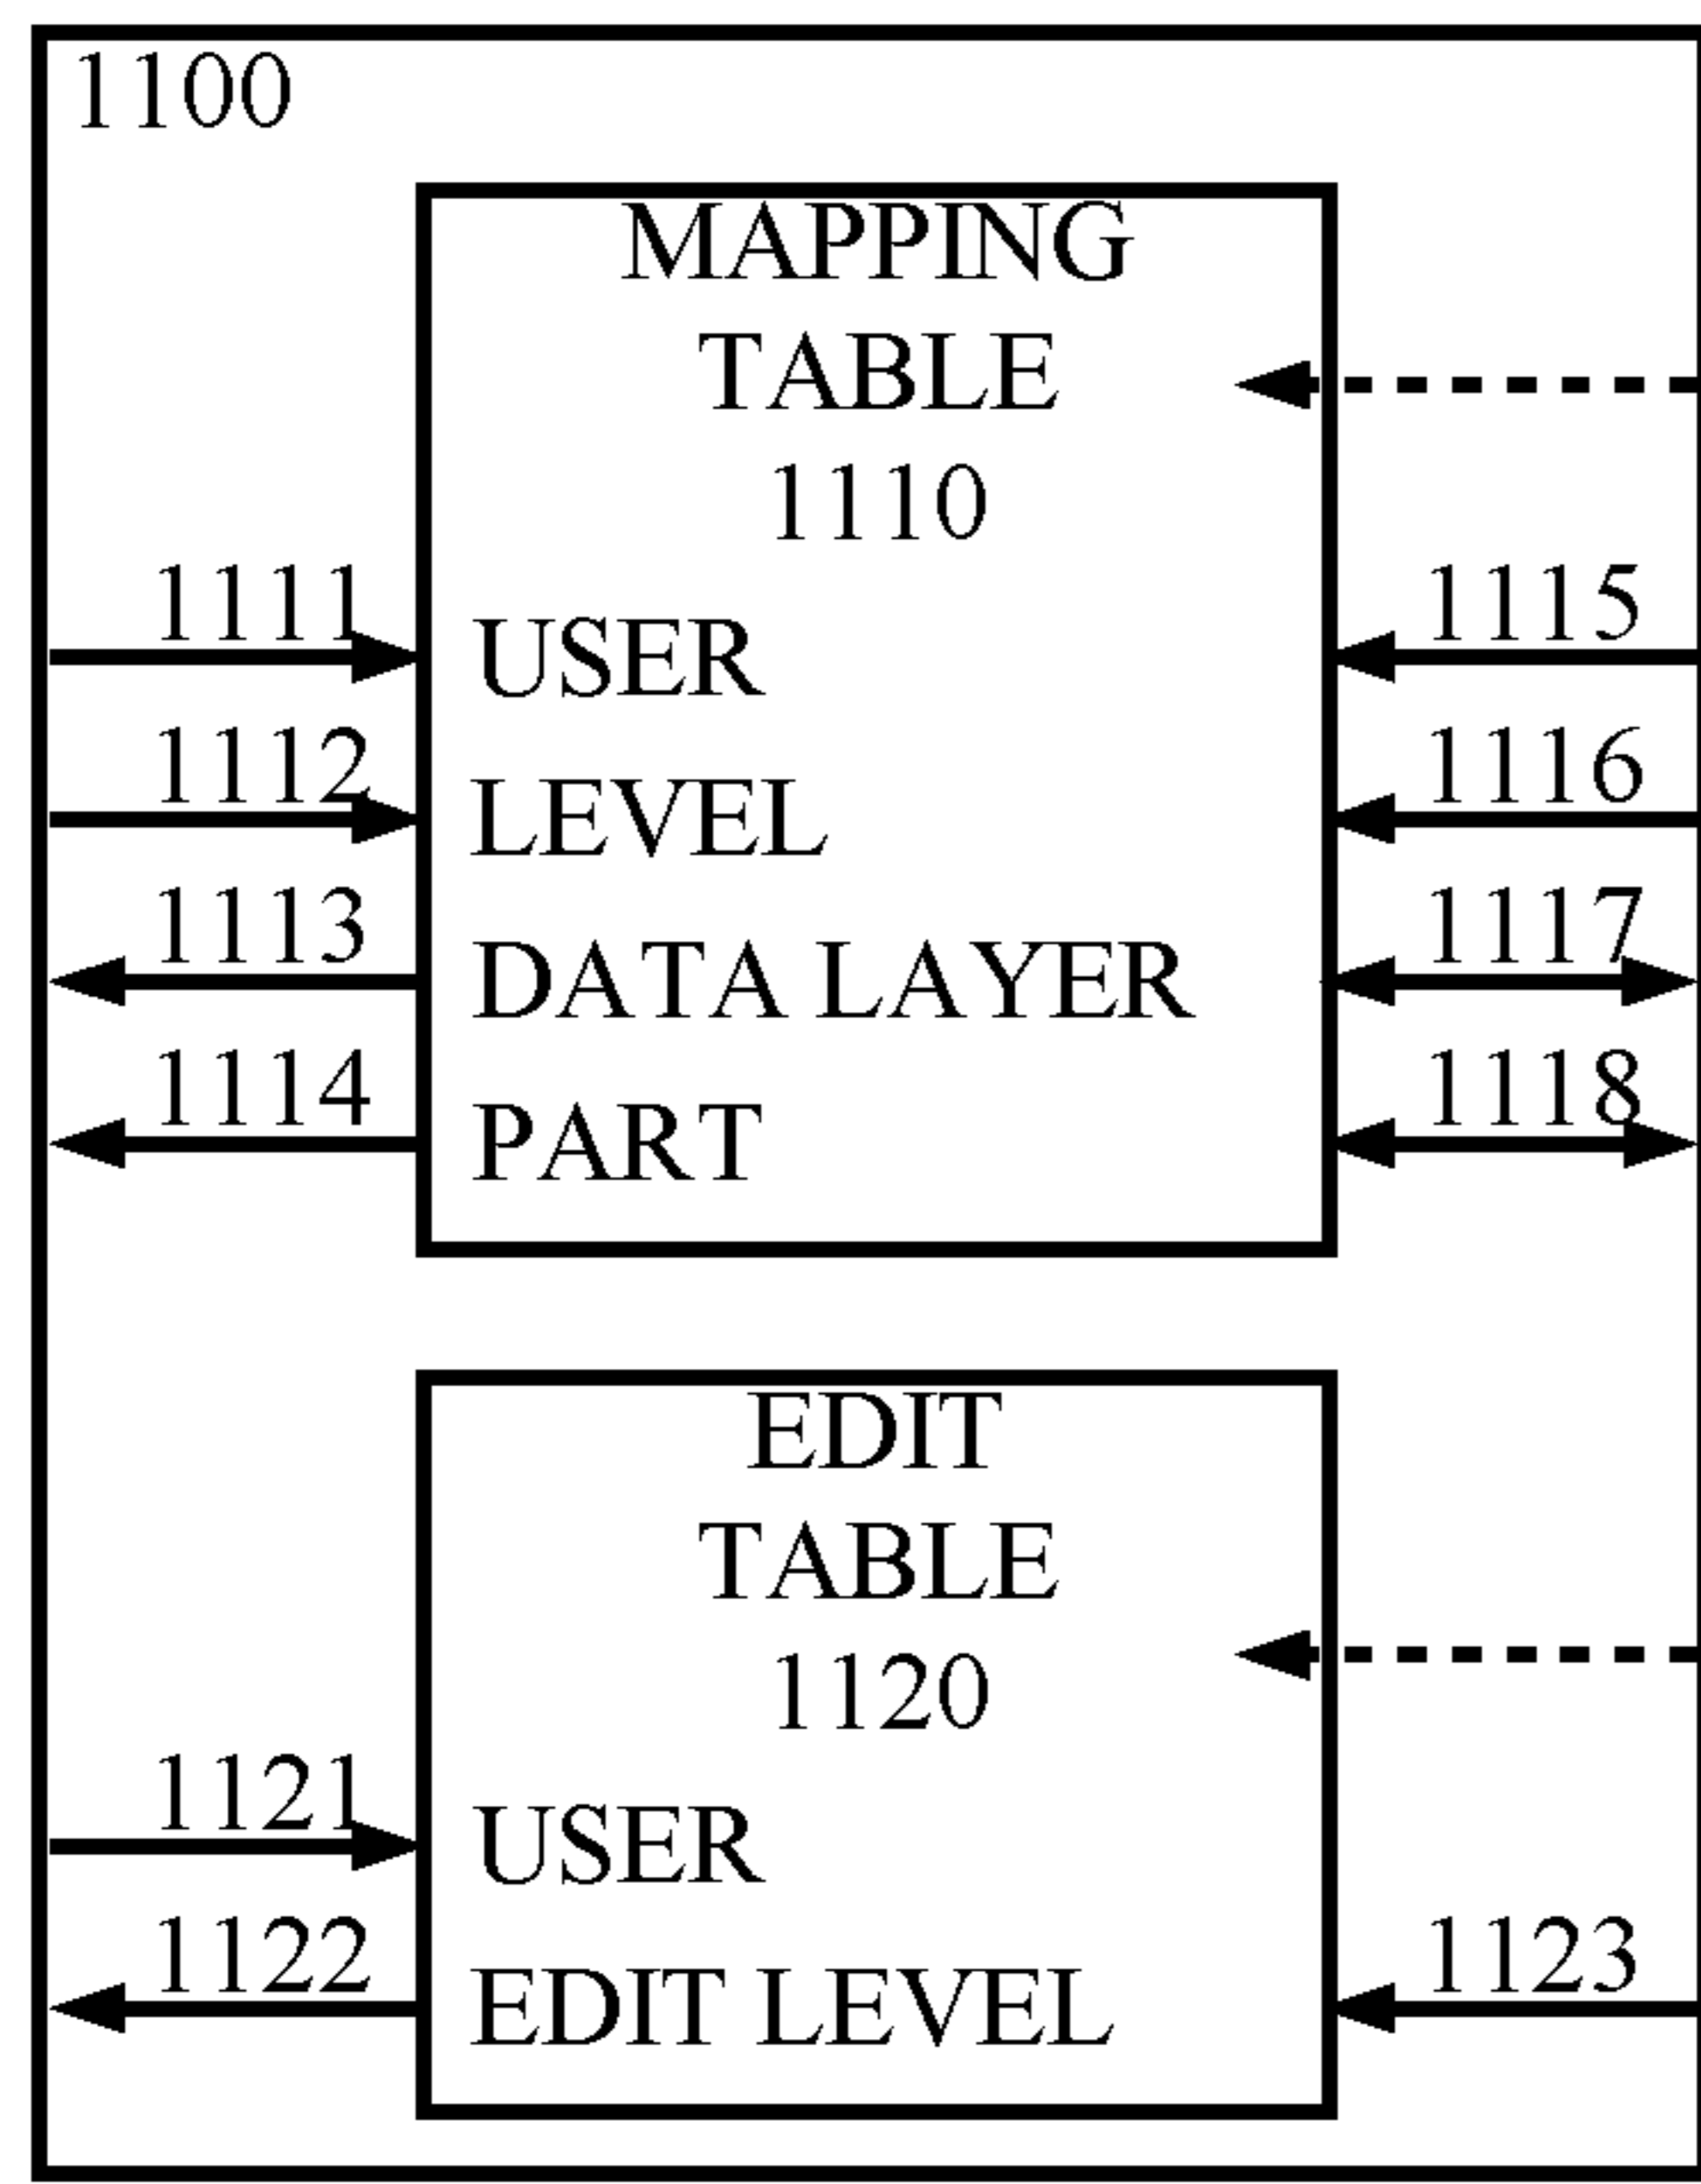 1100
MAPPING
TABLE
1110
1111
1115
USER
1112
1116
LEVEL
1113
1117
DATA LAYER
1114
1118
PART
EDIT
TABLE
1120
1121
USER
1122
1123
EDIT LEVEL